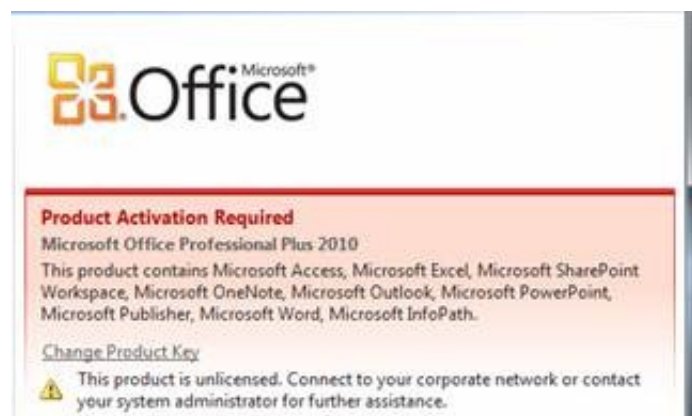 Microsoft®
Office
Product Activation Required
Microsoft Office Professional Plus 2010
This product contains Microsoft Access, Microsoft Excel, Microsoft SharePoint
Workspace, Microsoft OneNote, Microsoft Outlook, Microsoft PowerPoint,
Microsoft Publisher, Microsoft Word, Microsoft InfoPath.
Change Product Key
This product is unlicensed. Connect to your corporate network or contact
your system administrator for further assistance.